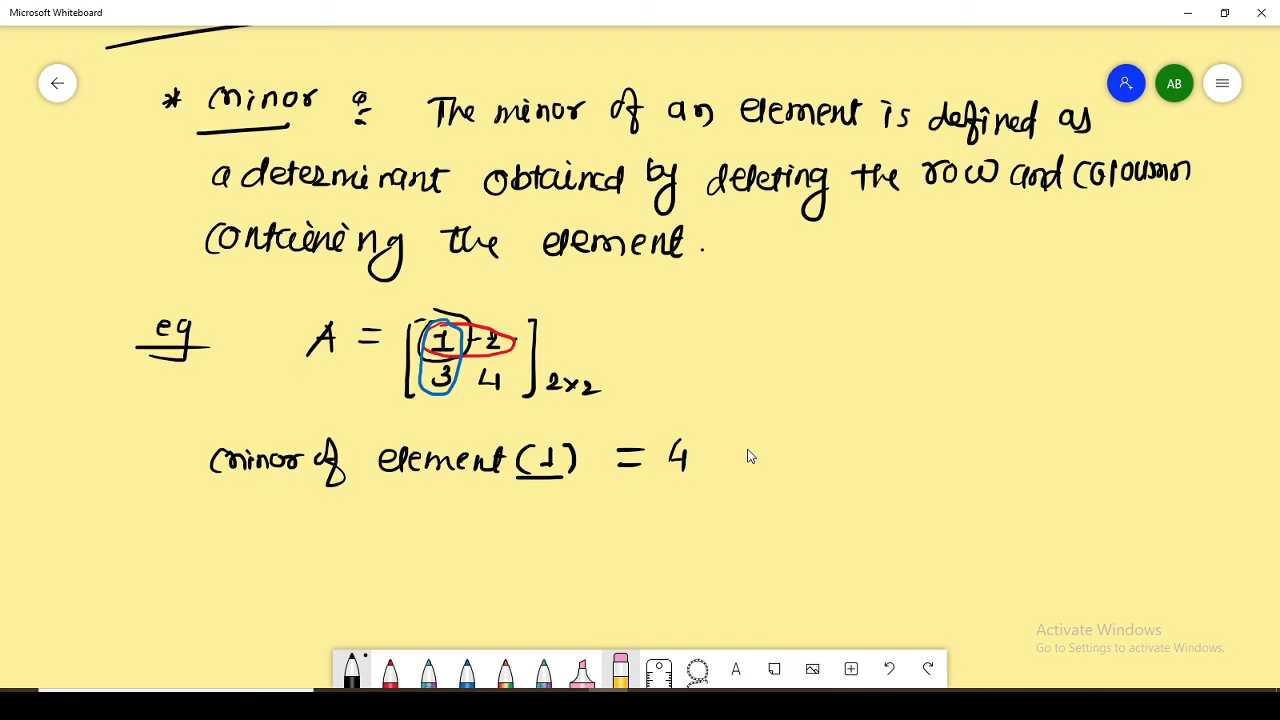 Microsoft Whiteboard
AB
* minor : The minor of an element is defined as
a determinant obtained by deleting the row and coloumn
containing the element.
eg A = [1 2
3 4] 2x2
minor of element (1) = 4
Activate Windows
Go to Settings to activate Windows.
A